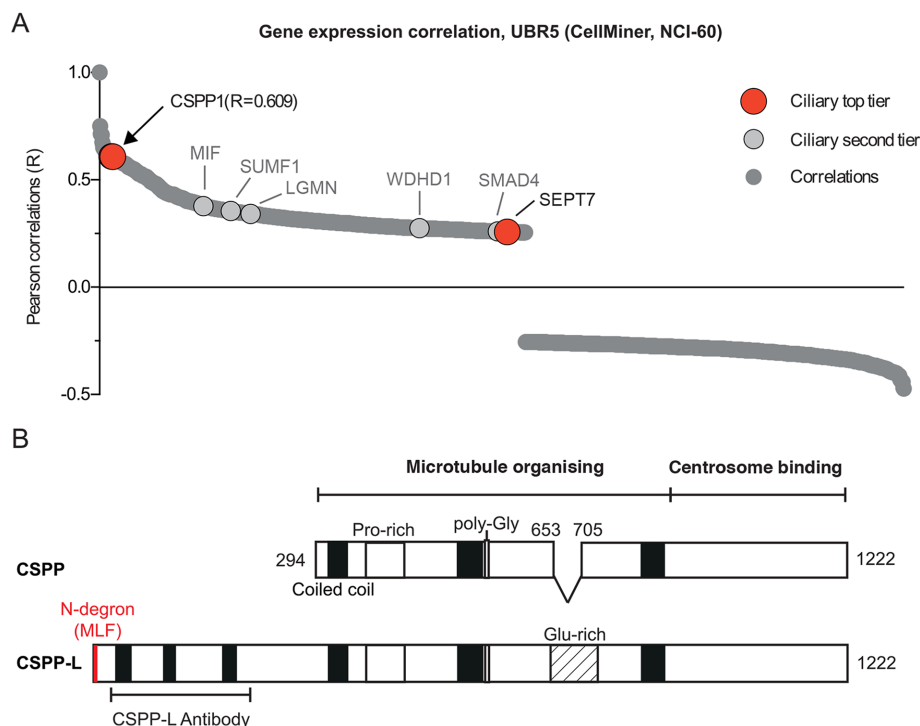 A
Gene expression correlation, UBR5 (CellMiner, NCI-60)
Pearson correlations (R)
1.0
0.5
0.0
-0.5
CSPP1(R=0.609)
MIF
SUMF1
LGMN
WDHD1
SMAD4
SEPT7
Ciliary top tier
Ciliary second tier
Correlations
B
Microtubule organising
Centrosome binding
Pro-rich
poly-Gly
653
705
294
1222
CSPP
Coiled coil
N-degron
(MLF)
Glu-rich
CSPP-L
1222
CSPP-L Antibody